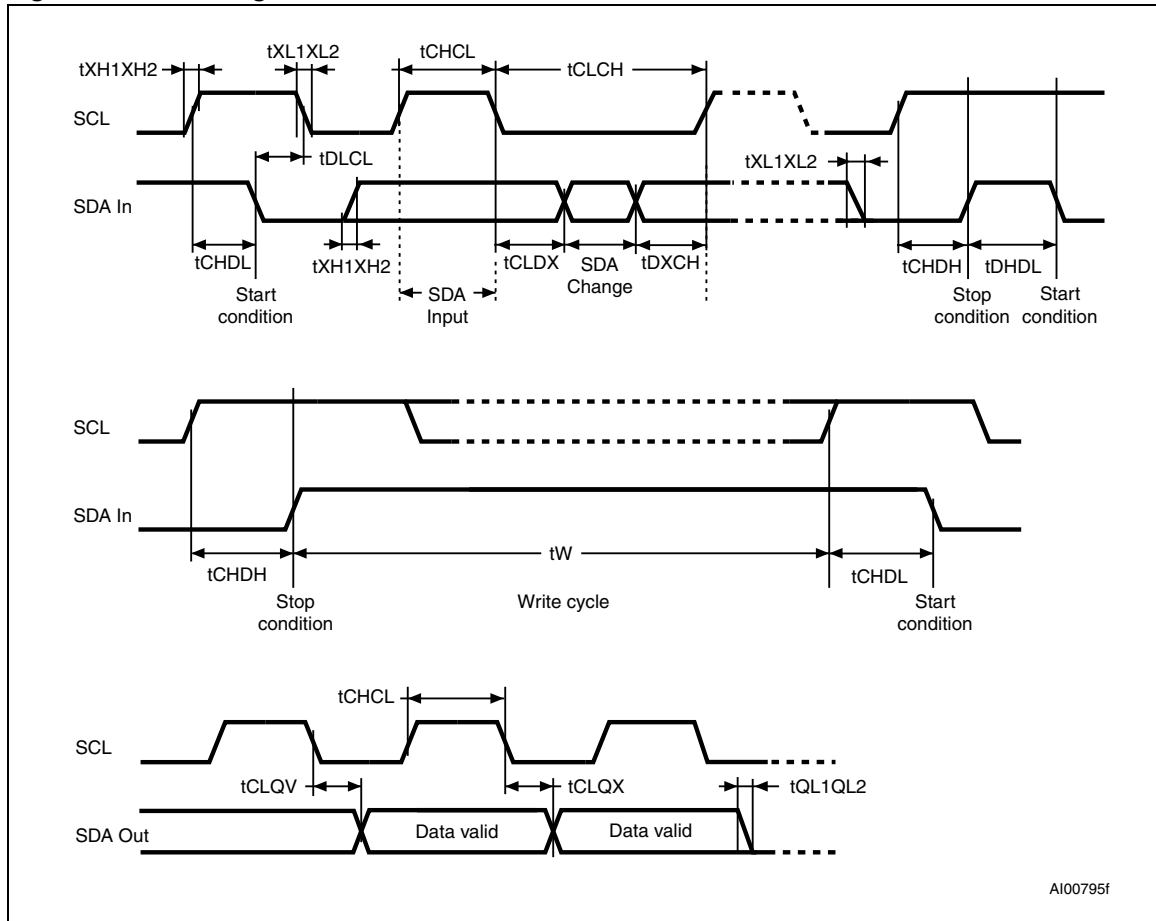 tXH1XH2
tXL1XL2
tCHCL
tCLCH
SCL
tDLCL
tXL1XL2
SDA In
tCHDL
tXH1XH2
tCLDX
SDA
Change
tDXCH
tCHDH
tDHDL
Start
condition
SDA
Input
Stop
condition
Start
condition
SCL
SDA In
tCHDH
tW
tCHDL
Stop
condition
Write cycle
Start
condition
tCHCL
SCL
tCLQV
tCLQX
tQL1QL2
SDA Out
Data valid
Data valid
AI00795f